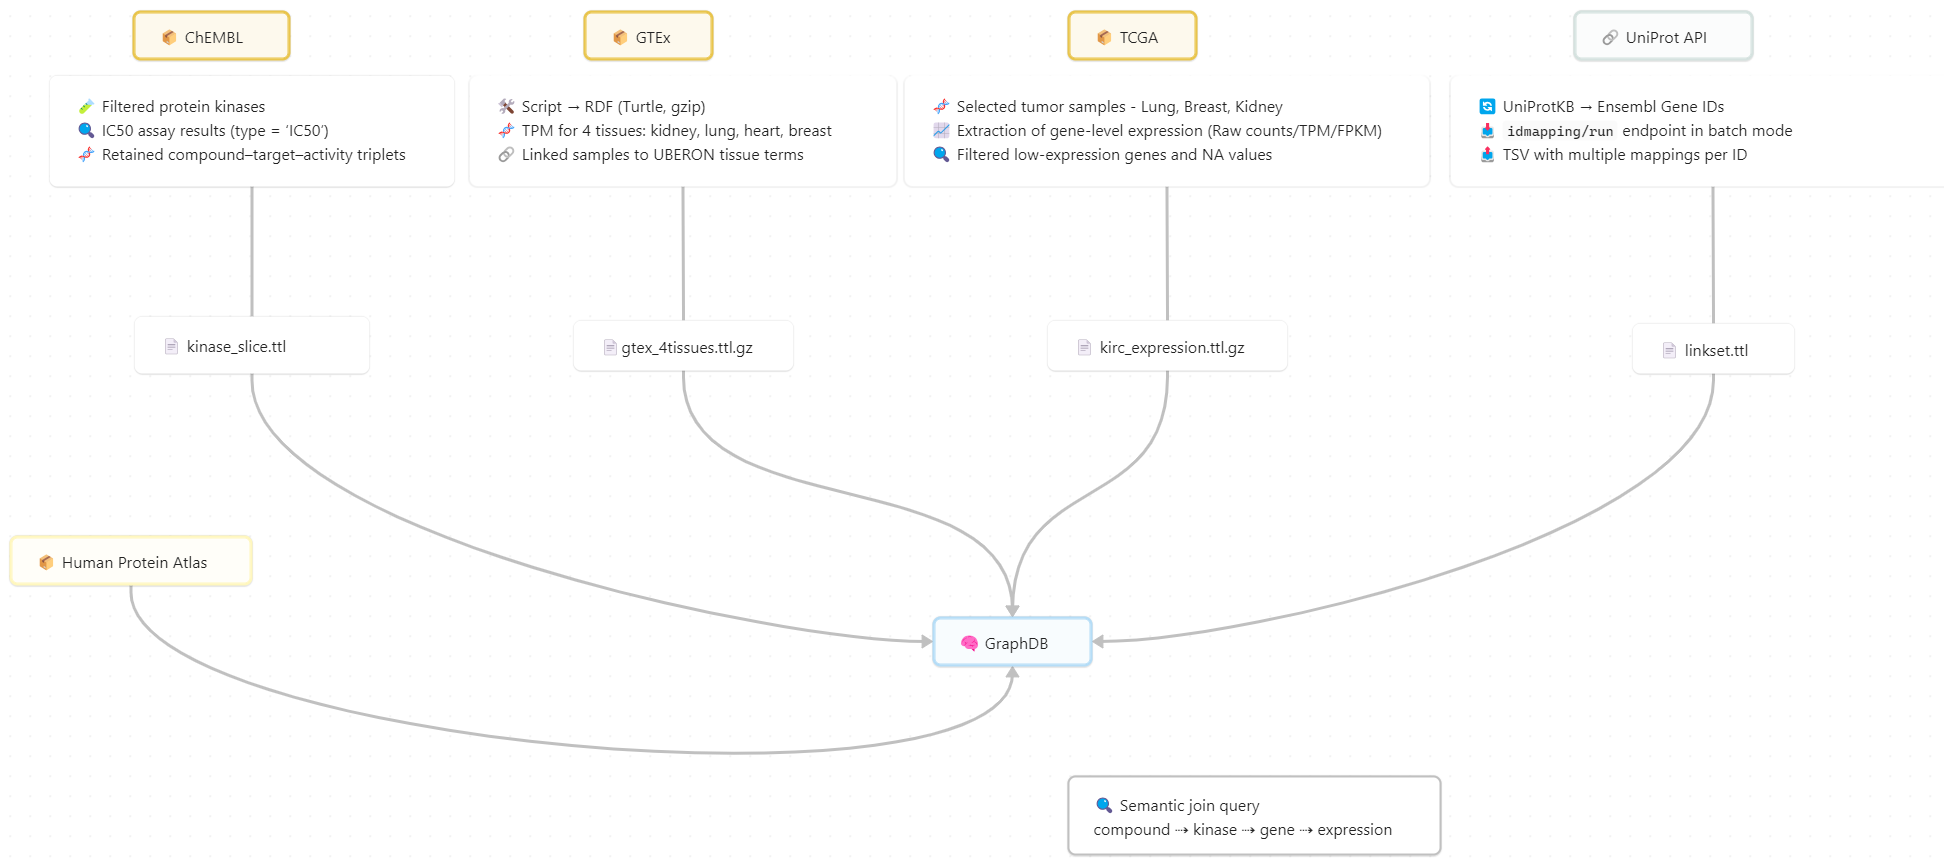 ChEMBL
Filtered protein kinases
IC50 assay results (type = ‘IC50’)
Retained compound–target–activity triplets
GTEx
Script → RDF (Turtle, gzip)
TPM for 4 tissues: kidney, lung, heart, breast
Linked samples to UBERON tissue terms
TCGA
Selected tumor samples - Lung, Breast, Kidney
Extraction of gene-level expression (Raw counts/TPM/FPKM)
Filtered low-expression genes and NA values
UniProt API
UniProtKB → Ensembl Gene IDs
idmapping/run endpoint in batch mode
TSV with multiple mappings per ID
kinase_slice.ttl
gtex_4tissues.ttl.gz
kirc_expression.ttl.gz
linkset.ttl
Human Protein Atlas
GraphDB
Semantic join query
compound ⇢ kinase ⇢ gene ⇢ expression